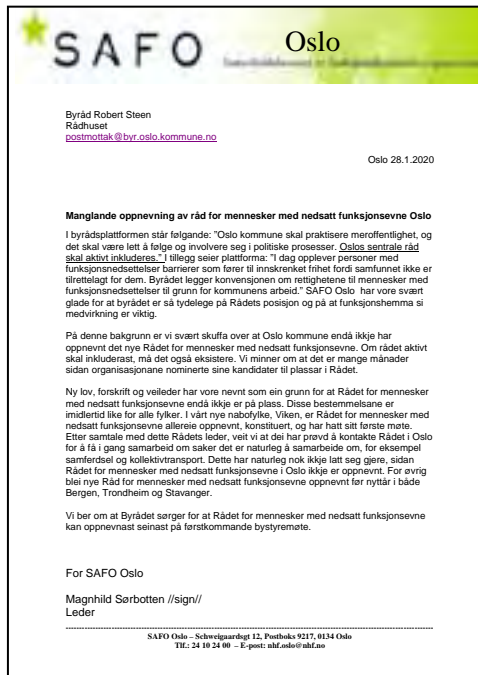 SAFO Oslo
Byråd Robert Steen
Rådhuset
postmottak@byr.oslo.kommune.no
Oslo 28.1.2020
Manglande oppnevning av råd for mennesker med nedsatt funksjonsevne Oslo
I byrådsplattformen står følgande: "Oslo kommune skal praktisere meroffentlighet, og
det skal være lett å følge og involvere seg i politiske prosesser. Oslos sentrale råd
skal aktivt inkluderes." I tillegg seier plattforma: "I dag opplever personer med
funksjonsnedsettelser barrierer som fører til innskrenket frihet fordi samfunnet ikke er
tilrettelagt for dem. Byrådet legger konvensjonen om rettighetene til mennesker med
funksjonsnedsettelser til grunn for kommunens arbeid." SAFO Oslo har vore svært
glade for at byrådet er så tydelege på Rådets posisjon og på at funksjonshemma si
medvirkning er viktig.
På denne bakgrunn er vi svært skuffa over at Oslo kommune endå ikkje har
oppnevnt det nye Rådet for mennesker med nedsatt funksjonsevne. Om rådet aktivt
skal inkluderast, må det også eksistere. Vi minner om at det er mange månader
sidan organisasjonane nominerte sine kandidater til plassar i Rådet.
Ny lov, forskrift og veileder har vore nevnt som ein grunn for at Rådet for mennesker
med nedsatt funksjonsevne endå ikkje er på plass. Disse bestemmelsane er
imidlertid like for alle fylker. I vårt nye nabofylke, Viken, er Rådet for mennesker med
nedsatt funksjonsevne allereie oppnevnt, konstituert, og har hatt sitt første møte.
Etter samtale med dette Rådets leder, veit vi at dei har prøvd å kontakte Rådet i Oslo
for å få i gang samarbeid om saker det er naturleg å samarbeide om, for eksempel
samferdsel og kollektivtransport. Dette har naturleg nok ikkje latt seg gjere, sidan
Rådet for mennesker med nedsatt funksjonsevne i Oslo ikkje er oppnevnt. For øvrig
blei nye Råd for mennesker med nedsatt funksjonsevne oppnevnt før nyttår i både
Bergen, Trondheim og Stavanger.
Vi ber om at Byrådet sørger for at Rådet for mennesker med nedsatt funksjonsevne
kan oppnevnast seinast på førstkommande bystyremøte.
For SAFO Oslo
Magnhild Sørbotten //sign//
Leder
SAFO Oslo – Schweigaardsgt 12, Postboks 9217, 0134 Oslo
Tlf.: 24 10 24 00 – E-post: nhf.oslo@nhf.no